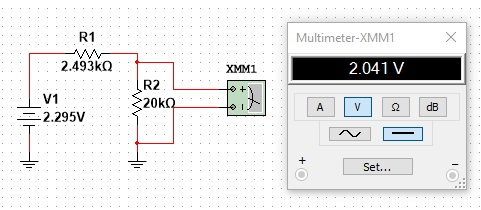 R1
2.493kΩ
V1
2.295V
R2
20kΩ
XMM1
+
Multimeter-XMM1
2.041 V
A V Ω dB
Set...
+ -